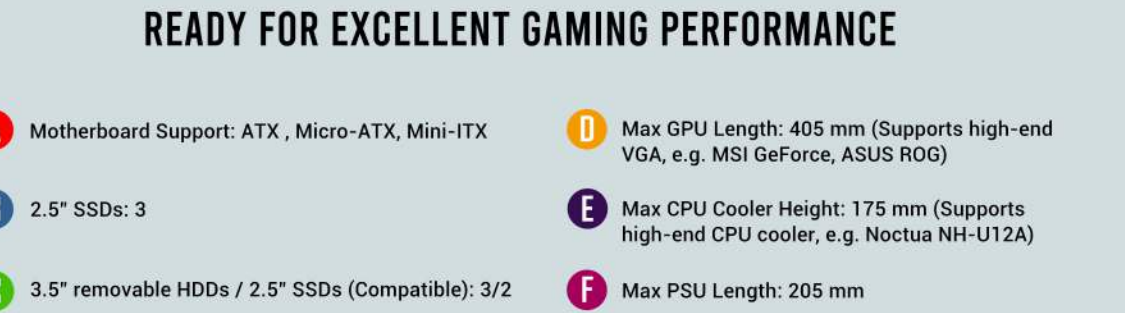 READY FOR EXCELLENT GAMING PERFORMANCE
Motherboard Support: ATX , Micro-ATX, Mini-ITX
2.5" SSDs: 3
3.5" removable HDDs / 2.5" SSDs (Compatible): 3/2
D Max GPU Length: 405 mm (Supports high-end
VGA, e.g. MSI GeForce, ASUS ROG)
E Max CPU Cooler Height: 175 mm (Supports
high-end CPU cooler, e.g. Noctua NH-U12A)
F Max PSU Length: 205 mm